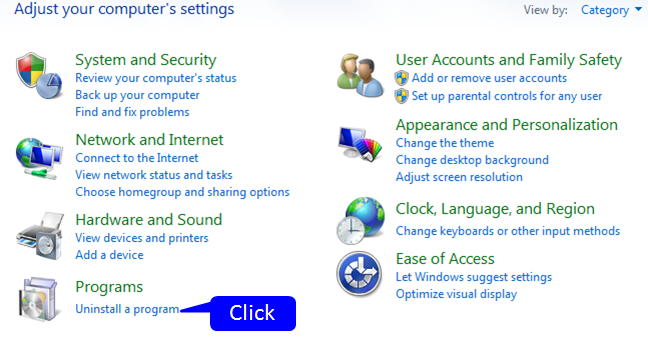 Adjust your computer's settings
View by: Category
System and Security
Review your computer's status
Back up your computer
Find and fix problems
Network and Internet
Connect to the Internet
View network status and tasks
Choose homegroup and sharing options
Hardware and Sound
View devices and printers
Add a device
Programs
Uninstall a program
Click
User Accounts and Family Safety
Add or remove user accounts
Set up parental controls for any user
Appearance and Personalization
Change the theme
Change desktop background
Adjust screen resolution
Clock, Language, and Region
Change keyboards or other input methods
Ease of Access
Let Windows suggest settings
Optimize visual display